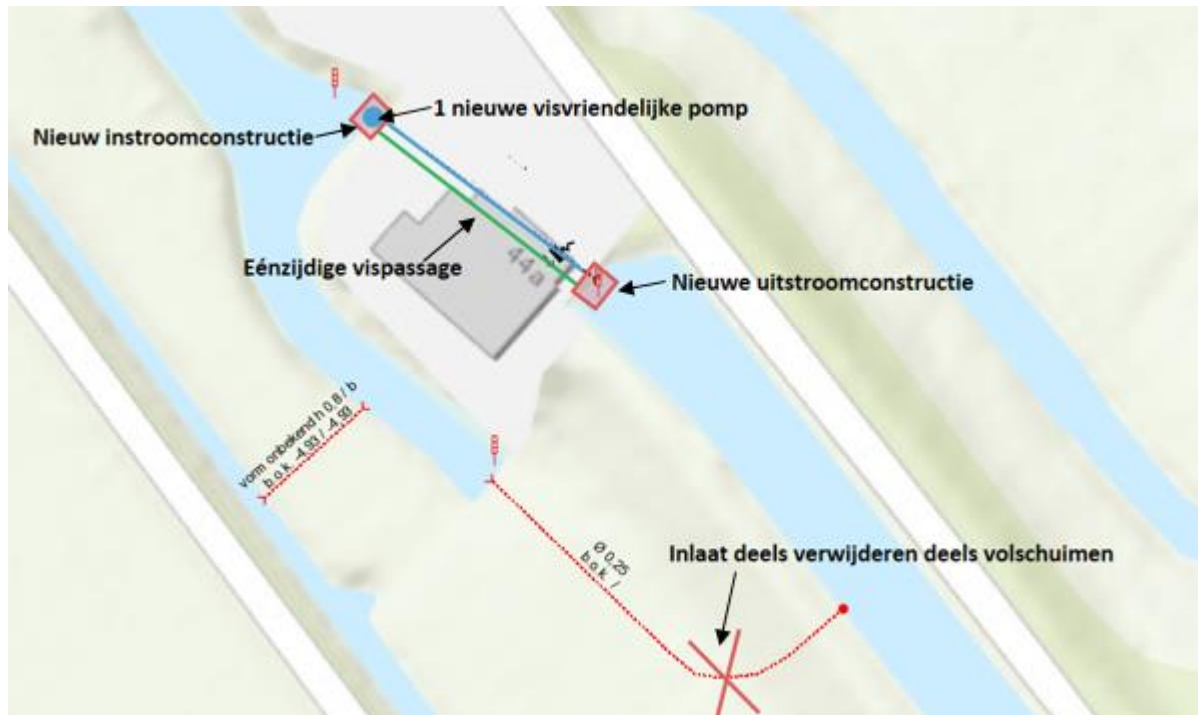 1 nieuwe visvriendelijke pomp
Nieuw instroomconstructie
Eénzijdige vispassage
44a
Nieuwe uitstroomconstructie
vorm onbekend h 0,8 / b
b.o.k. -4.93 / -4.93
Ø 0,25
b.o.k. /
Inlaat deels verwijderen deels volschuimen